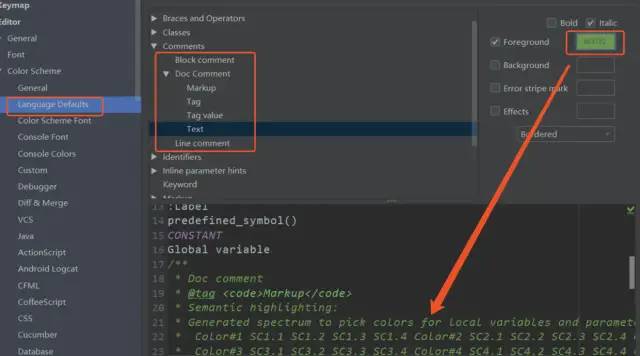 Keymap
Editor
General
Font
Color Scheme
General
Language Defaults
Color Scheme Font
Console Font
Console Colors
Custom
Debugger
Diff & Merge
VCS
Java
ActionScript
Android Logcat
CFML
CoffeeScript
CSS
Cucumber
Database
Braces and Operators
Classes
Comments
Block comment
Doc Comment
Markup
Tag
Tag value
Text
Line comment
Identifiers
Inline parameter hints
Keyword
Bold Italic
Foreground
Background
Error stripe mark
Effects
Bordered
13 :Label
14 predefined_symbol()
15 CONSTANT
16 Global variable
17 /**
18 * Doc comment
19 * @tag <code>Markup</code>
20 * Semantic highlighting:
21 * Generated spectrum to pick colors for local variables and paramete
22 * Color#1 SC1.1 SC1.2 SC1.3 SC1.4 Color#2 SC2.1 SC2.2 SC2.3 SC2.4
23 * Color#3 SC3.1 SC3.2 SC3.3 SC3.4 Color#4 SC4.1 SC4.2 SC4.3 SC4.4